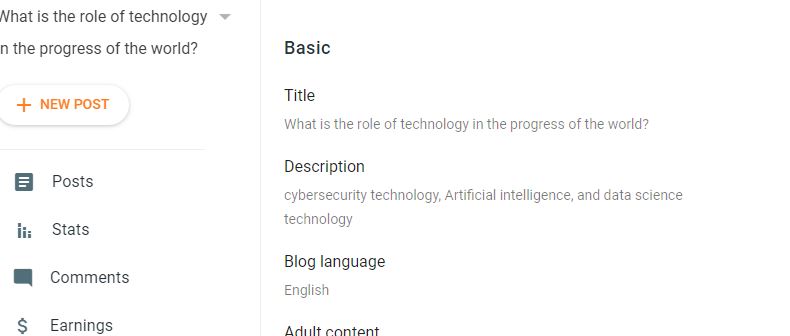 What is the role of technology
in the progress of the world?
NEW POST
Posts
Stats
Comments
Earnings
Basic
Title
What is the role of technology in the progress of the world?
Description
cybersecurity technology, Artificial intelligence, and data science
technology
Blog language
English
Adult content